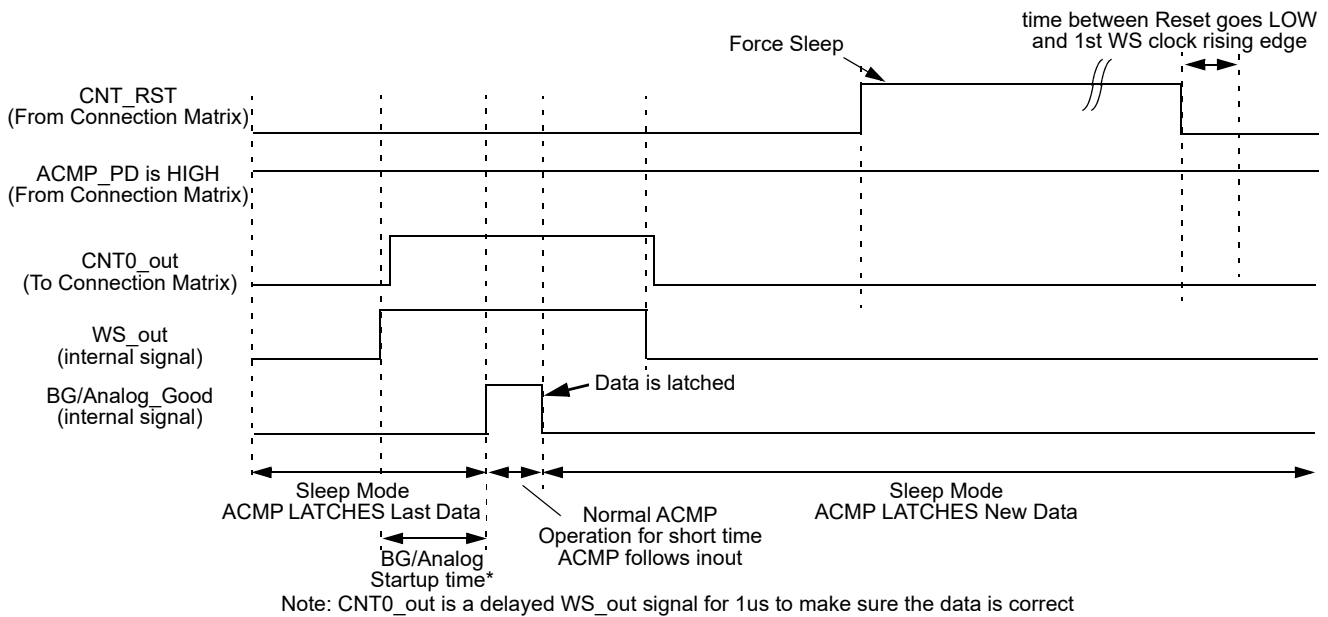 time between Reset goes LOW
and 1st WS clock rising edge
Force Sleep
CNT_RST
(From Connection Matrix)
ACMP_PD is HIGH
(From Connection Matrix)
CNT0_out
(To Connection Matrix)
WS_out
(internal signal)
BG/Analog_Good
(internal signal)
Data is latched
Sleep Mode
ACMP LATCHES Last Data
Normal ACMP
Operation for short time
ACMP follows inout
Sleep Mode
ACMP LATCHES New Data
BG/Analog
Startup time*
Note: CNT0_out is a delayed WS_out signal for 1us to make sure the data is correct